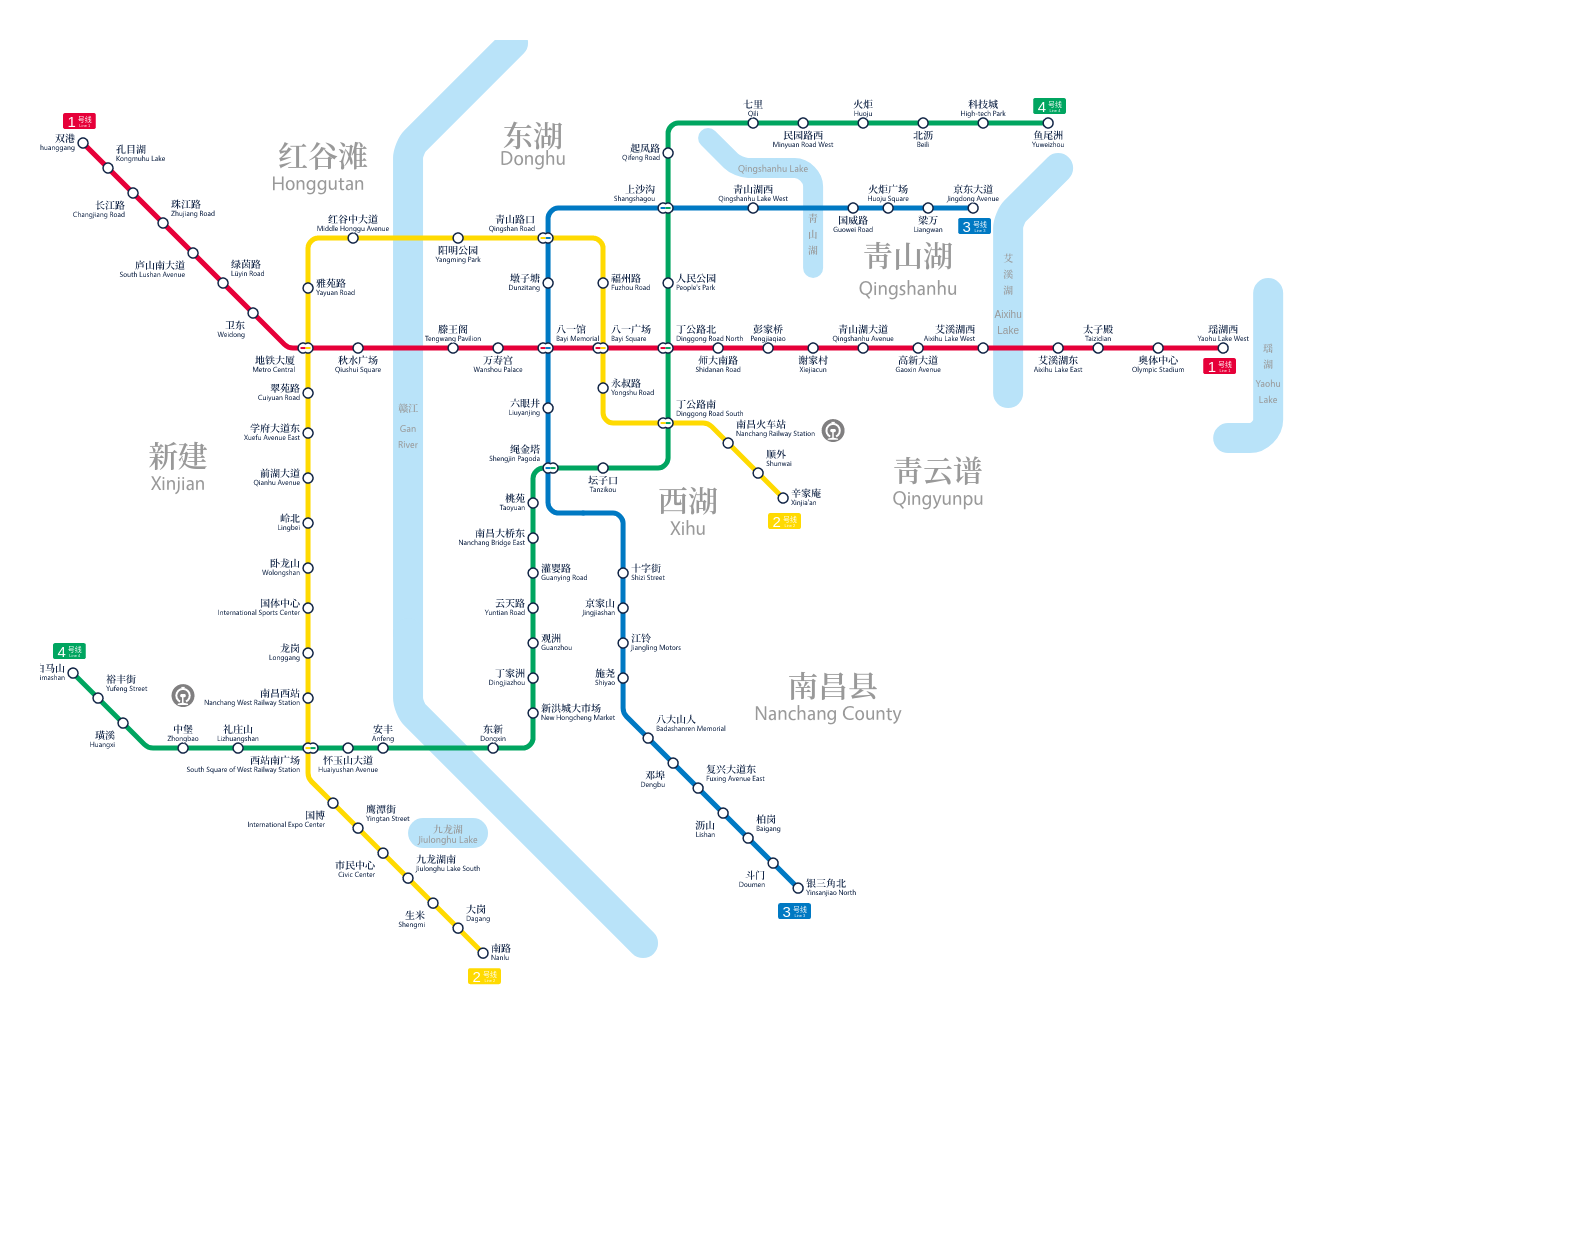 1 号线
Line 1
双港
huanggang
孔目湖
Kongmuhu Lake
长江路
Changjiang Road
珠江路
Zhujiang Road
庐山南大道
South Lushan Avenue
绿茵路
Lüyin Road
卫东
Weidong
地铁大厦
Metro Central
秋水广场
Qiushui Square
滕王阁
Tengwang Pavilion
万寿宫
Wanshou Palace
八一馆
Bayi Memorial
八一广场
Bayi Square
丁公路北
Dinggong Road North
师大南路
Shidanan Road
彭家桥
Pengjiaqiao
谢家村
Xiejiacun
青山湖大道
Qingshanhu Avenue
高新大道
Gaoxin Avenue
艾溪湖西
Aixihu Lake West
艾溪湖东
Aixihu Lake East
太子殿
Taizidian
奥体中心
Olympic Stadium
瑶湖西
Yaohu Lake West
1 号线
Line 1
红谷滩
Honggutan
东湖
Donghu
青山湖
Qingshanhu
新建
Xinjian
西湖
Xihu
青云谱
Qingyunpu
南昌县
Nanchang County
4 号线
Line 4
鱼尾洲
Yuweizhou
科技城
High-tech Park
北沥
Beili
火炬
Huoju
民园路西
Minyuan Road West
七里
Qili
起凤路
Qifeng Road
上沙沟
Shangshagou
人民公园
People's Park
丁公路南
Dinggong Road South
坛子口
Tanzikou
绳金塔
Shengjin Pagoda
桃苑
Taoyuan
南昌大桥东
Nanchang Bridge East
灌婴路
Guanying Road
云天路
Yuntian Road
观洲
Guanzhou
丁家洲
Dingjiazhou
新洪城大市场
New Hongcheng Market
东新
Dongxin
安丰
Anfeng
怀玉山大道
Huaiyushan Avenue
西站南广场
South Square of West Railway Station
礼庄山
Lizhuangshan
中堡
Zhongbao
璜溪
Huangxi
裕丰街
Yufeng Street
白马山
imashan
4 号线
Line 4
青山湖西
Qingshanhu Lake West
国威路
Guowei Road
火炬广场
Huoju Square
梁万
Liangwan
京东大道
Jingdong Avenue
3 号线
Line 3
青山路口
Qingshan Road
墩子塘
Dunzitang
六眼井
Liuyanjing
十字街
Shizi Street
京家山
Jingjiashan
江铃
Jiangling Motors
施尧
Shiyao
八大山人
Badashanren Memorial
邓埠
Dengbu
复兴大道东
Fuxing Avenue East
沥山
Lishan
柏岗
Baigang
斗门
Doumen
银三角北
Yinsanjiao North
3 号线
Line 3
红谷中大道
Middle Honggu Avenue
阳明公园
Yangming Park
雅苑路
Yayuan Road
福州路
Fuzhou Road
永叔路
Yongshu Road
南昌火车站
Nanchang Railway Station
顺外
Shunwai
辛家庵
Xinjia'an
2 号线
翠苑路
Cuiyuan Road
学府大道东
Xuefu Avenue East
前湖大道
Qianhu Avenue
岭北
Lingbei
卧龙山
Wolongshan
国体中心
International Sports Center
龙岗
Longgang
南昌西站
Nanchang West Railway Station
国博
International Expo Center
鹰潭街
Yingtan Street
市民中心
Civic Center
九龙湖南
Jiulonghu Lake South
生米
Shengmi
大岗
Dagang
南路
Nanlu
2 号线
Qingshanhu Lake
青
山
湖
艾
溪
湖
Aixihu
Lake
瑶
湖
Yaohu
Lake
赣江
Gan
River
九龙湖
Jiulonghu Lake